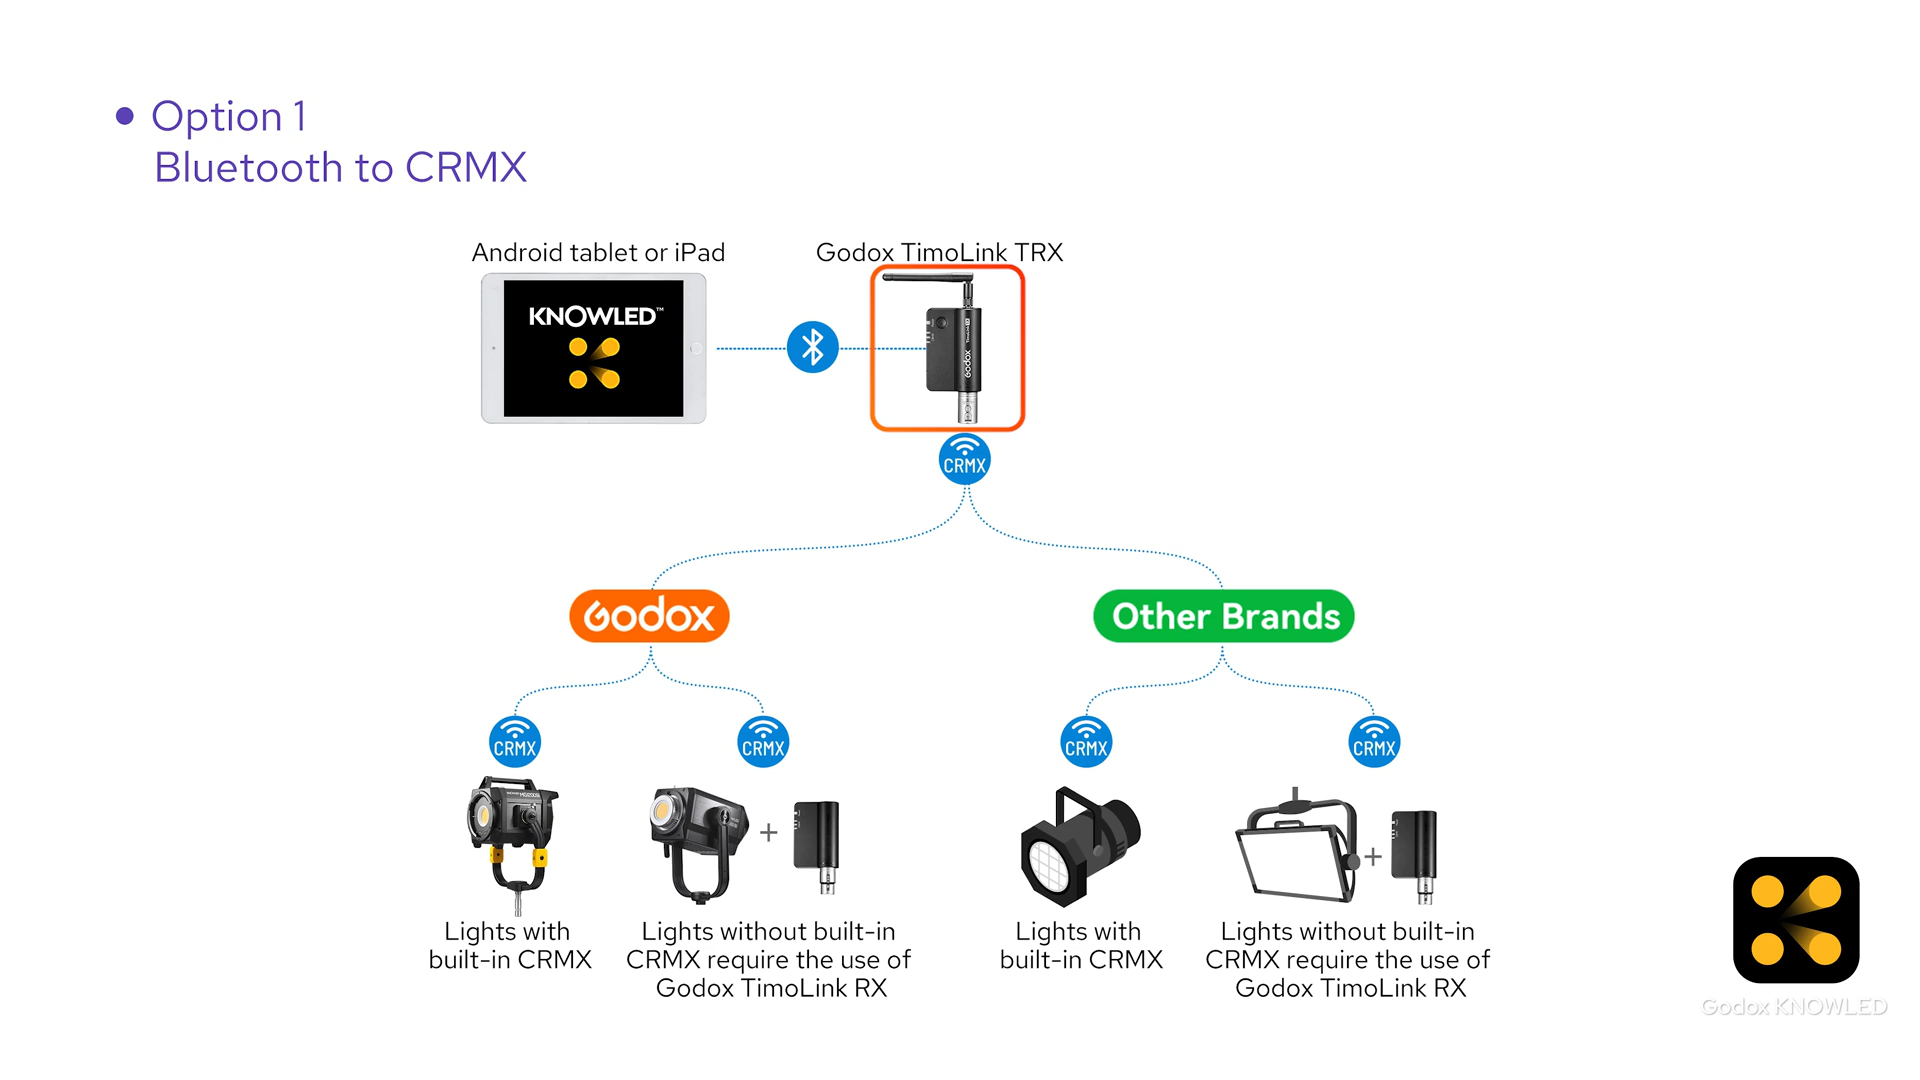 Option 1
Bluetooth to CRMX
Android tablet or iPad
Godox TimoLink TRX
KNOWLED™
Godox
CRMX
Godox
Other Brands
CRMX
CRMX
CRMX
CRMX
Lights with
built-in CRMX
Lights without built-in
CRMX require the use of
Godox TimoLink RX
Lights with
built-in CRMX
Lights without built-in
CRMX require the use of
Godox TimoLink RX
Godox KNOWLED